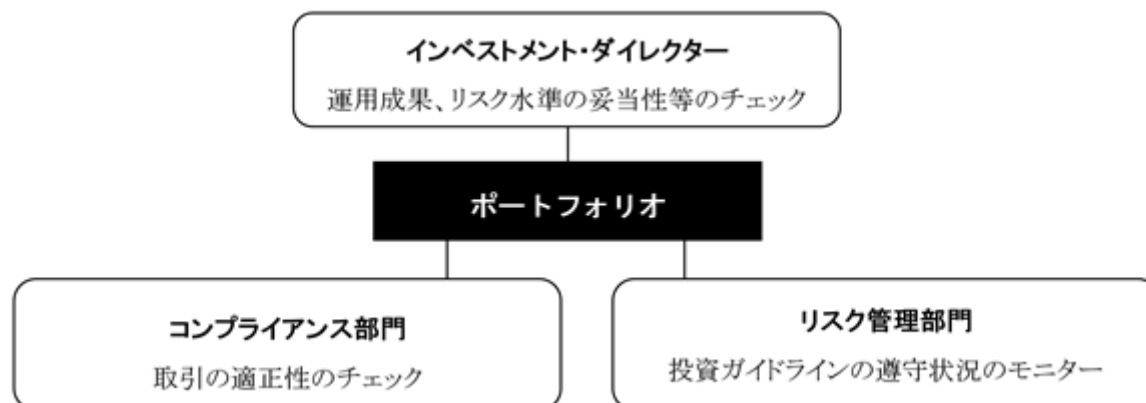 インベストメント・ダイレクター
運用成果、リスク水準の妥当性等のチェック
ポートフォリオ
コンプライアンス部門
取引の適正性のチェック
リスク管理部門
投資ガイドラインの遵守状況のモニター